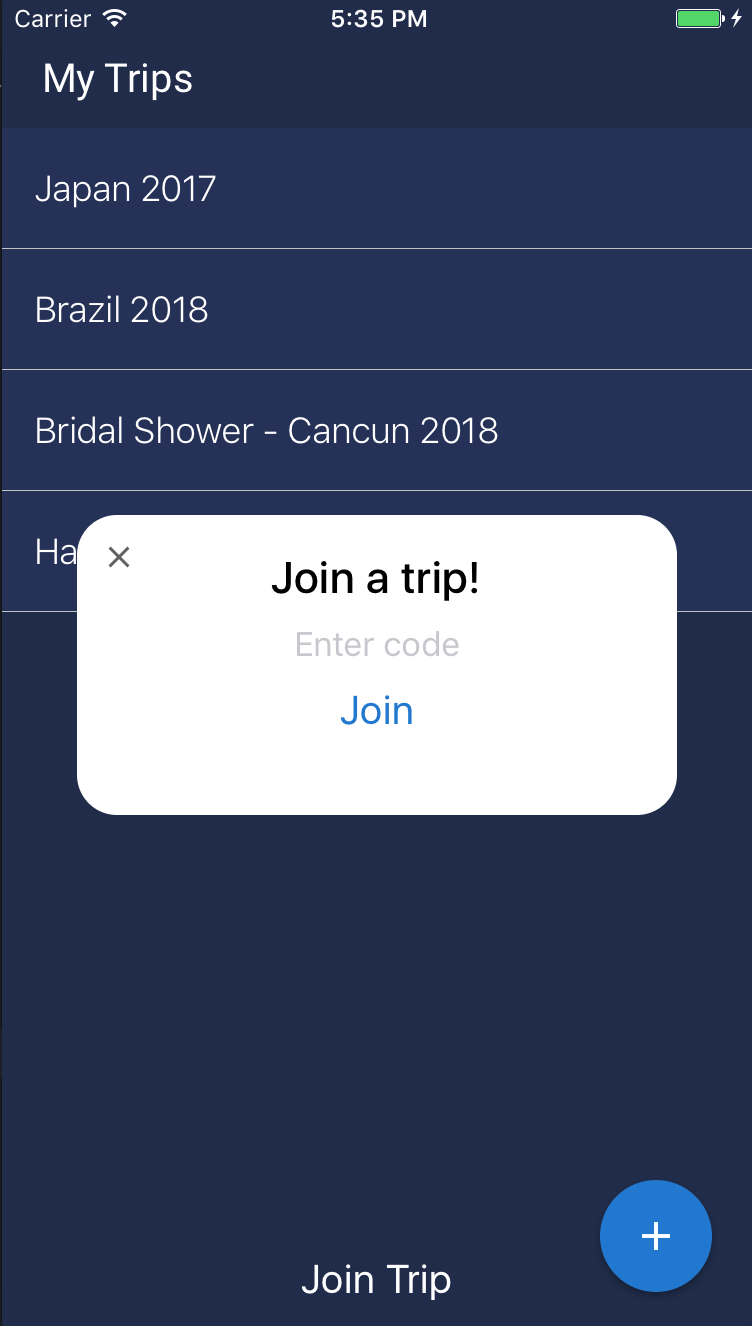 Carrier
5:35 PM
My Trips
Japan 2017
Brazil 2018
Bridal Shower - Cancun 2018
Ha
Join a trip!
Enter code
Join
Join Trip